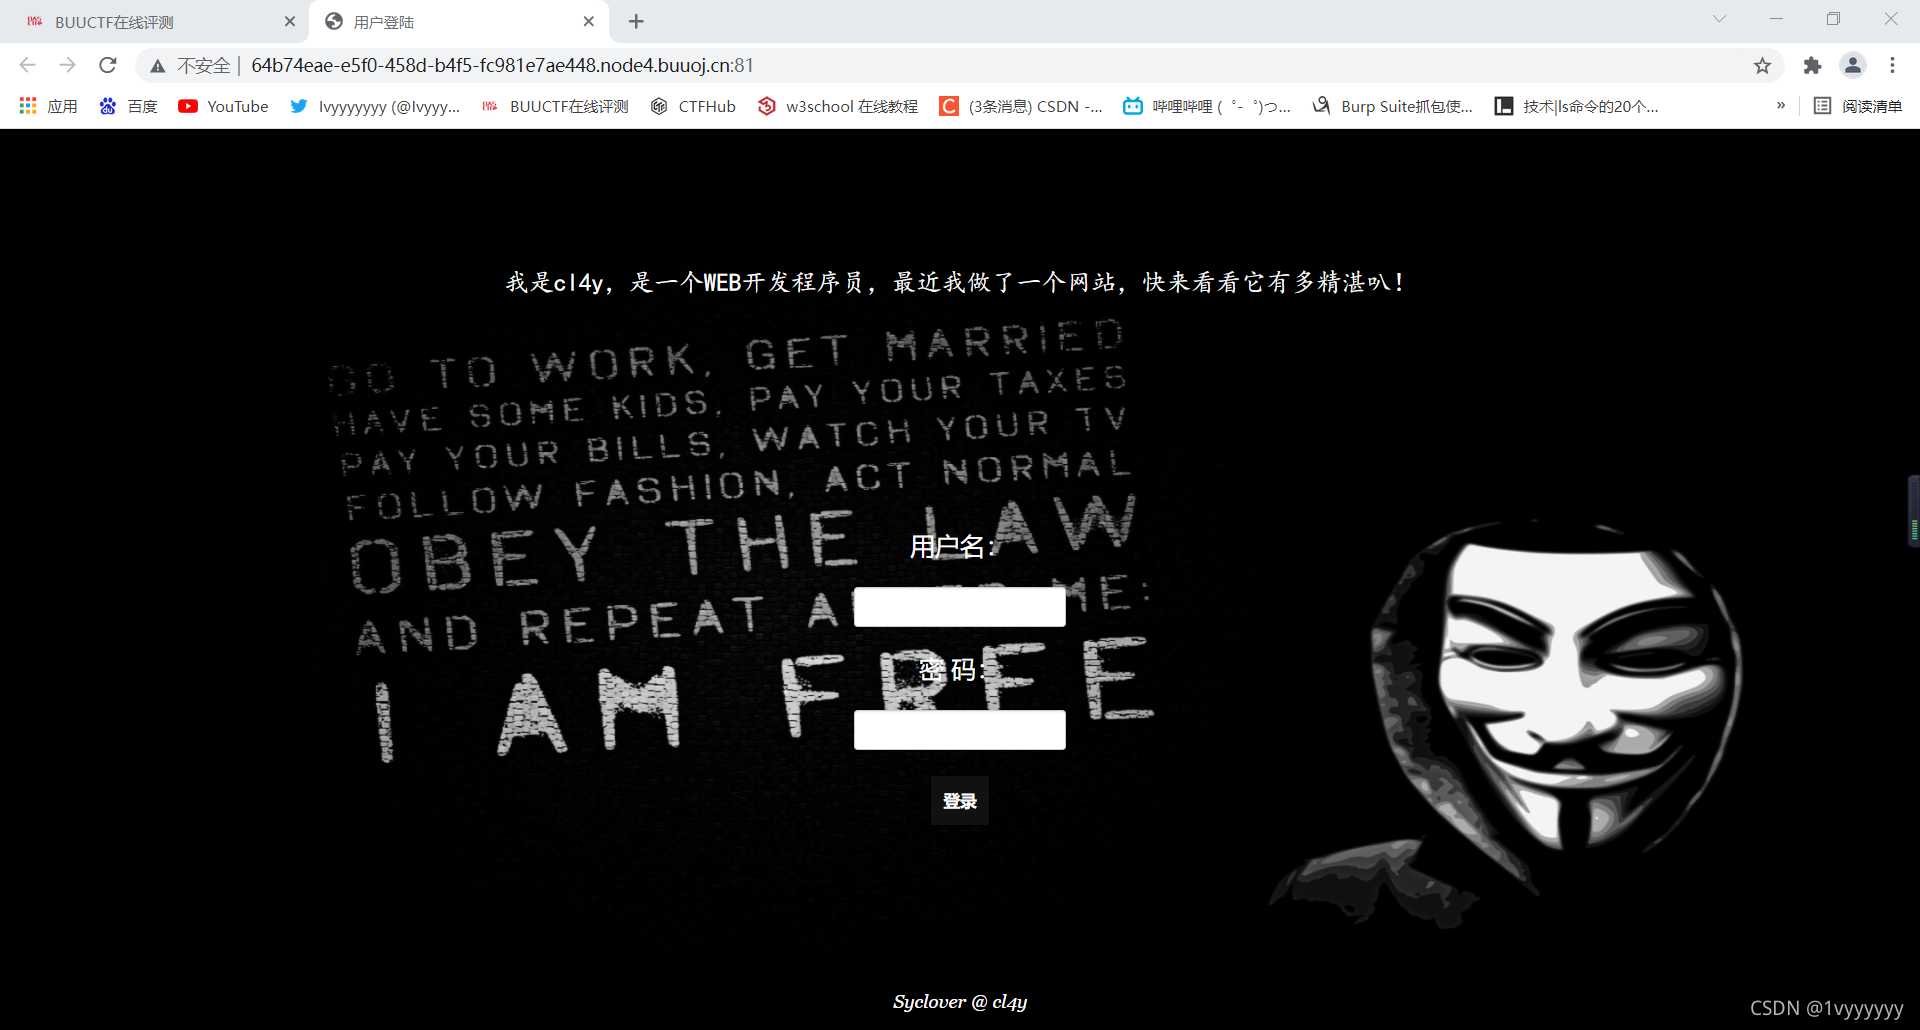 BUUCTF在线评测
用户登陆
不安全 | 64b74eae-e5f0-458d-b4f5-fc981e7ae448.node4.buuoj.cn:81
应用 百度 YouTube lvyyyyyyy (@lvyyy... BUUCTF在线评测 CTFHub w3school 在线教程 (3条消息) CSDN -... 哔哩哔哩 ( ゜- ゜)つ... Burp Suite抓包使... 技术|ls命令的20个... » 阅读清单
我是cl4y，是一个WEB开发程序员，最近我做了一个网站，快来看看它有多精湛叭！
GO TO WORK, GET MARRIED
HAVE SOME KIDS, PAY YOUR TAXES
PAY YOUR BILLS, WATCH YOUR TV
FOLLOW FASHION, ACT NORMAL
OBEY THE LAW
AND REPEAT A ME:
I AM FREE
用户名：
密 码：
登录
Syclover @ cl4y
CSDN @1vyyyyyy